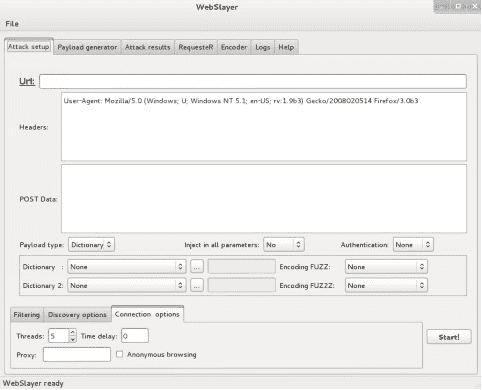 WebSlayer
File
Attack setup Payload generator Attack results RequesteR Encoder Logs Help
Url:
Headers:
User-Agent: Mozilla/5.0 (Windows; U; Windows NT 5.1; en-US; rv:1.9b3) Gecko/2008020514 Firefox/3.0b3
POST Data:
Payload type: Dictionary Inject in all parameters: No Authentication: None
Dictionary : None ... Encoding FUZZ: None
Dictionary 2: None ... Encoding FUZ2Z: None
Filtering Discovery options Connection options
Threads: 5 Time delay: 0
Start!
Proxy: Anonymous browsing
WebSlayer ready